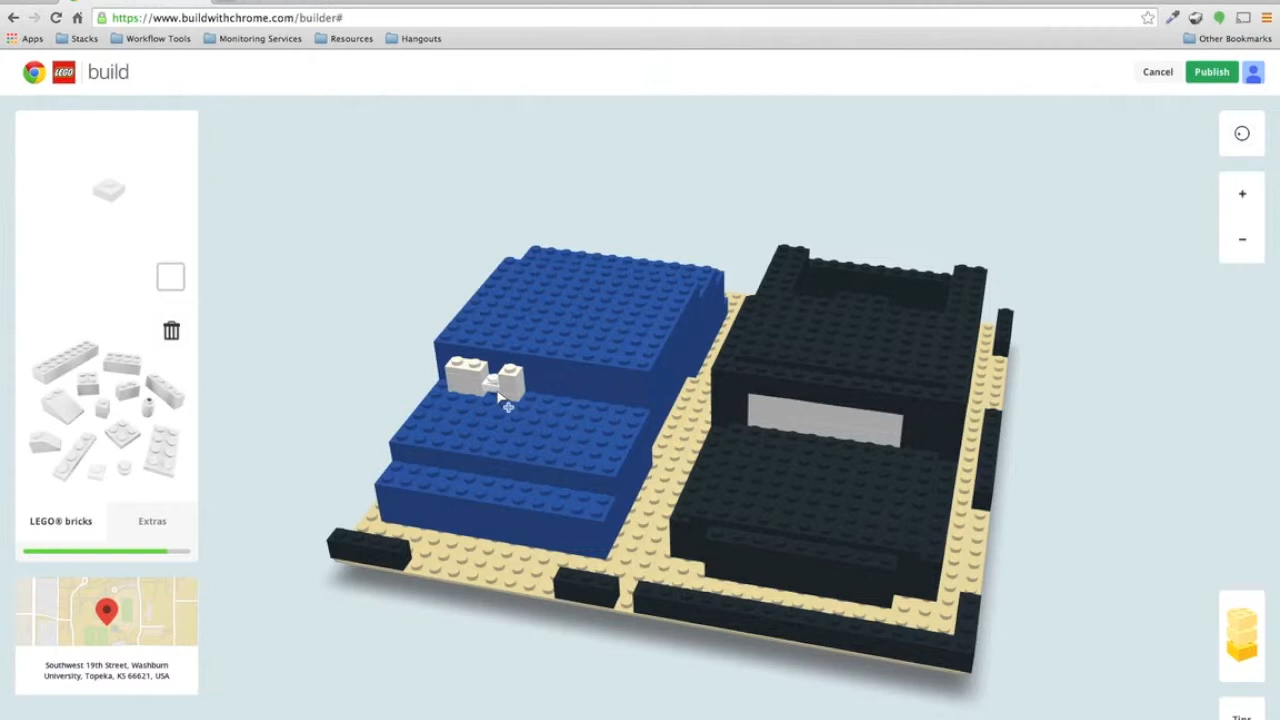 https://www.buildwithchrome.com/builder#
Apps Stacks Workflow Tools Monitoring Services Resources Hangouts Other Bookmarks
LEGO build
Cancel Publish
+
-
LEGO® bricks Extras
Southwest 19th Street, Washburn
University, Topeka, KS 66621, USA
Tips